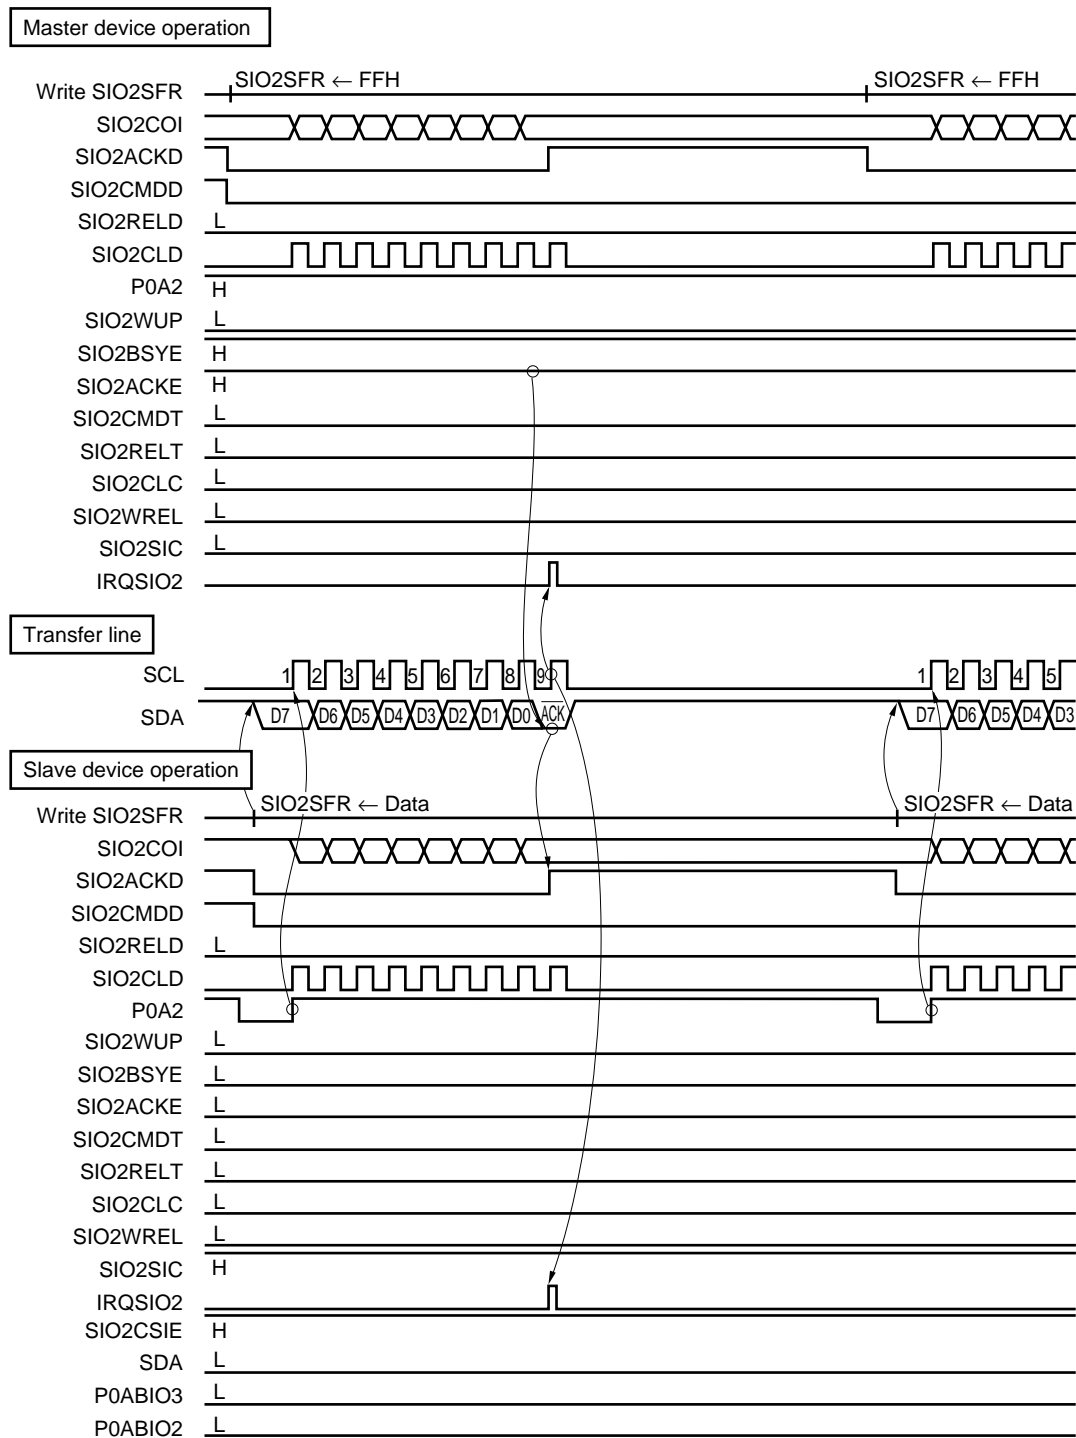 Master device operation
Write SIO2SFR SIO2SFR ← FFH SIO2SFR ← FFH
SIO2COI
SIO2ACKD
SIO2CMDD
SIO2RELD L
SIO2CLD
P0A2 H
SIO2WUP L
SIO2BSYE H
SIO2ACKE H
SIO2CMDT L
SIO2RELT L
SIO2CLC L
SIO2WREL L
SIO2SIC L
IRQSIO2
Transfer line
SCL 1 2 3 4 5 6 7 8 9 1 2 3 4 5
SDA D7 D6 D5 D4 D3 D2 D1 D0 ACK D7 D6 D5 D4 D3
Slave device operation
Write SIO2SFR SIO2SFR ← Data SIO2SFR ← Data
SIO2COI
SIO2ACKD
SIO2CMDD
SIO2RELD L
SIO2CLD
P0A2
SIO2WUP L
SIO2BSYE L
SIO2ACKE L
SIO2CMDT L
SIO2RELT L
SIO2CLC L
SIO2WREL L
SIO2SIC H
IRQSIO2
SIO2CSIE H
SDA L
P0ABIO3 L
P0ABIO2 L